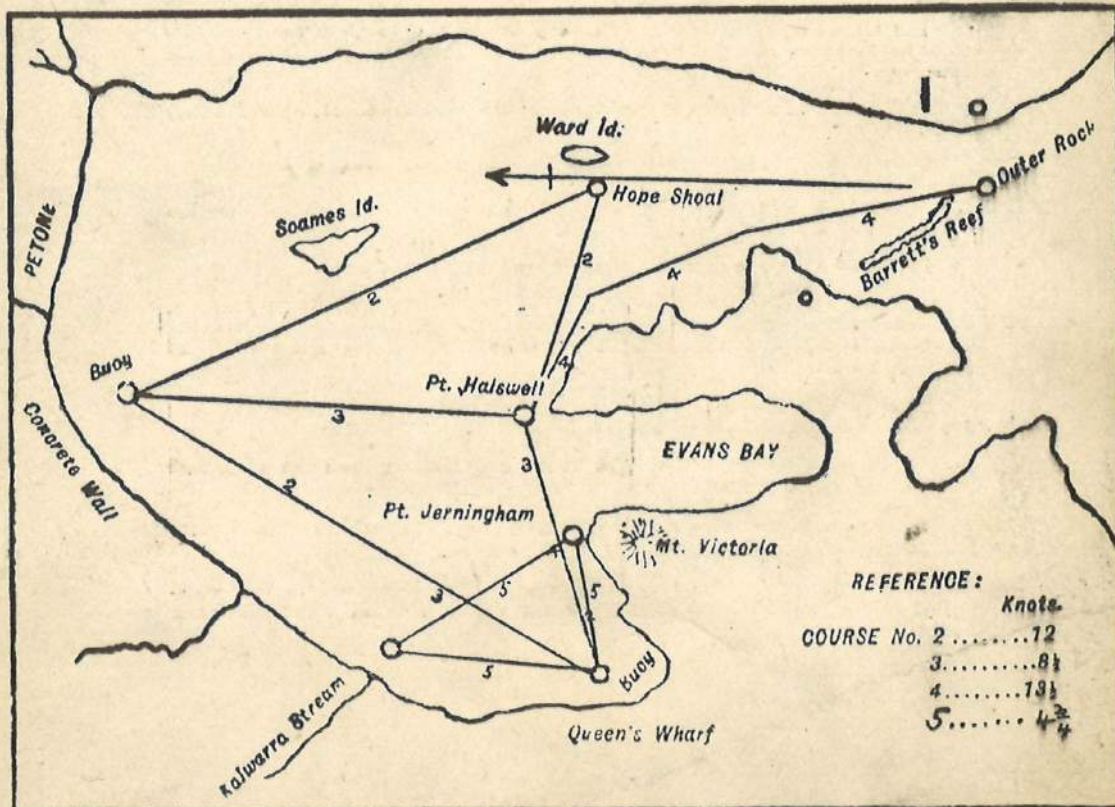 Ward Id.
Outer Rock
Hope Shoal
Soames Id.
Barrett's Reef
4
2
4
PETONE
2
Buoy
4
Pt. Halswell
3
Concrete Wall
EVANS BAY
3
2
Pt. Jerningham
Mt. Victoria
3
5
5
REFERENCE:
Knots.
COURSE No. 2........12
3.........8½
4........13½
5....... 4¾
5
Buoy
Kaiwarra Stream
Queen's Wharf